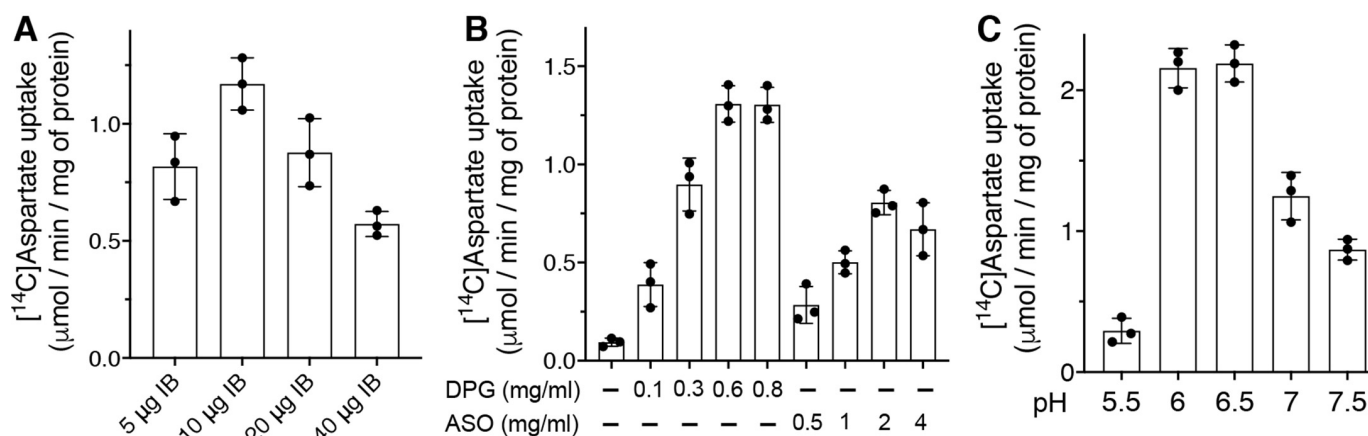 A
[¹⁴C]Aspartate uptake
(μmol / min / mg of protein)
1.0
0.5
0.0
5 μg IB
10 μg IB
20 μg IB
40 μg IB
B
[¹⁴C]Aspartate uptake
(μmol / min / mg of protein)
1.5
1.0
0.5
0.0
DPG (mg/ml) – 0.1 0.3 0.6 0.8 – – – –
ASO (mg/ml) – – – – – 0.5 1 2 4
C
[¹⁴C]Aspartate uptake
(μmol / min / mg of protein)
2
1
0
pH 5.5 6 6.5 7 7.5